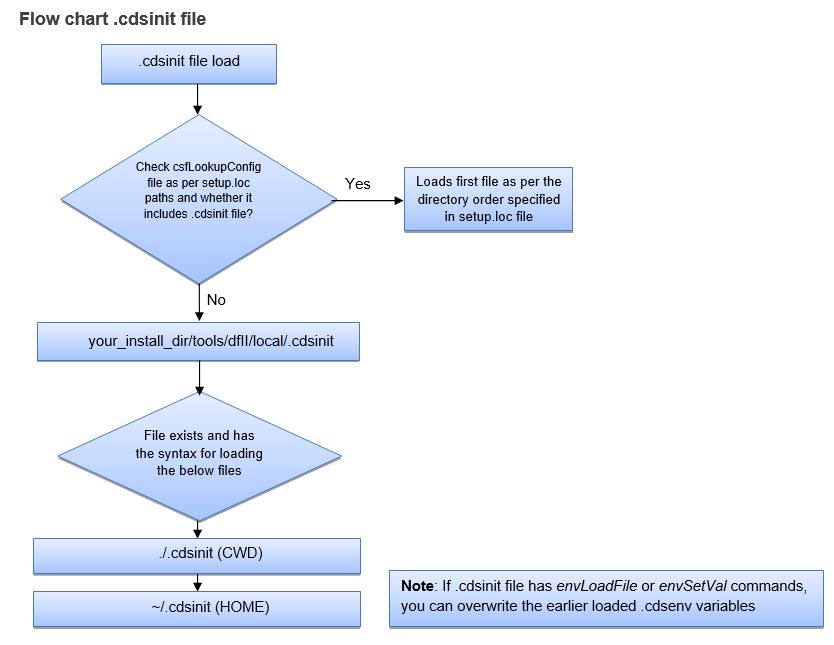 Flow chart .cdsinit file
.cdsinit file load
Check csfLookupConfig
file as per setup.loc
paths and whether it
includes .cdsinit file?
Yes
Loads first file as per the
directory order specified
in setup.loc file
No
your_install_dir/tools/dfII/local/.cdsinit
File exists and has
the syntax for loading
the below files
./.cdsinit (CWD)
~/.cdsinit (HOME)
Note: If .cdsinit file has envLoadFile or envSetVal commands,
you can overwrite the earlier loaded .cdsenv variables